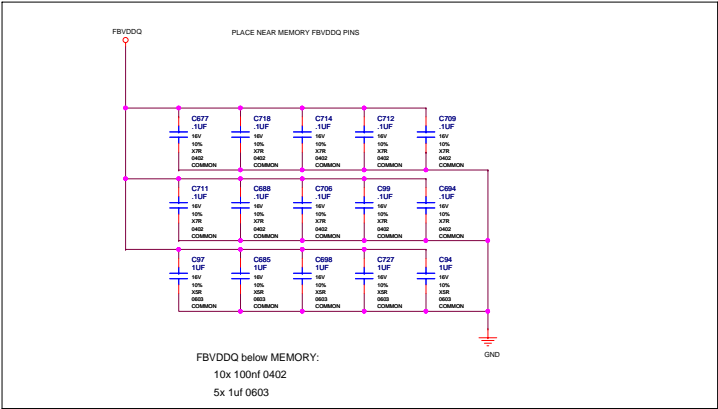 FBVDDQ
PLACE NEAR MEMORY FBVDDQ PINS
C677 C718 C714 C712 C709
.1UF .1UF .1UF .1UF .1UF
16V 16V 16V 16V 16V
10% 10% 10% 10% 10%
X7R X7R X7R X7R X7R
0402 0402 0402 0402 0402
COMMON COMMON COMMON COMMON COMMON
C711 C688 C706 C99 C694
.1UF .1UF .1UF .1UF .1UF
16V 16V 16V 16V 16V
10% 10% 10% 10% 10%
X7R X7R X7R X7R X7R
0402 0402 0402 0402 0402
COMMON COMMON COMMON COMMON COMMON
C97 C685 C698 C727 C94
1UF 1UF 1UF 1UF 1UF
16V 16V 16V 16V 16V
10% 10% 10% 10% 10%
X5R X5R X5R X5R X5R
0603 0603 0603 0603 0603
COMMON COMMON COMMON COMMON COMMON
GND
FBVDDQ below MEMORY:
10x 100nf 0402
5x 1uf 0603